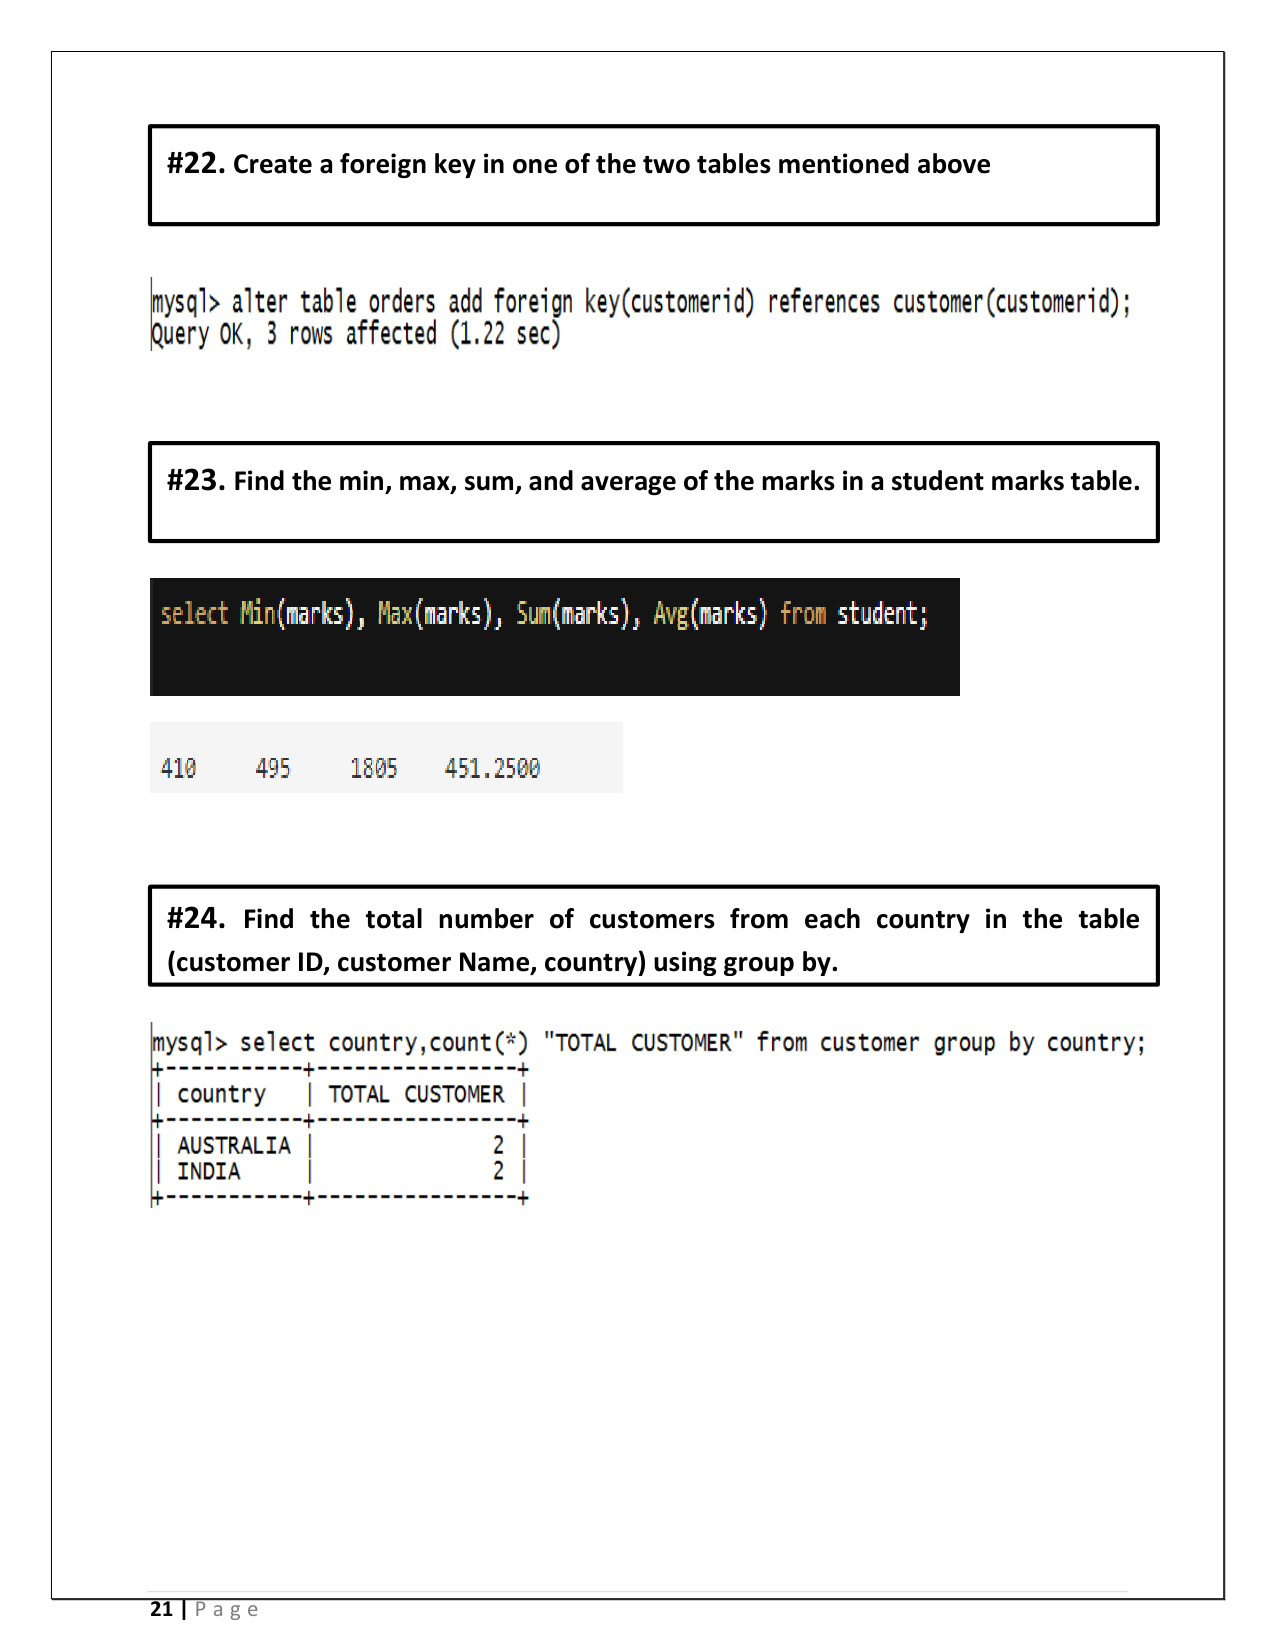 #22. Create a foreign key in one of the two tables mentioned above
mysql> alter table orders add foreign key(customerid) references customer(customerid);
Query OK, 3 rows affected (1.22 sec)
#23. Find the min, max, sum, and average of the marks in a student marks table.
select Min(marks), Max(marks), Sum(marks), Avg(marks) from student;
410     495     1805    451.2500
#24. Find the total number of customers from each country in the table
(customer ID, customer Name, country) using group by.
mysql> select country,count(*) "TOTAL CUSTOMER" from customer group by country;
+-----------+----------------+
| country   | TOTAL CUSTOMER |
+-----------+----------------+
| AUSTRALIA |              2 |
| INDIA     |              2 |
+-----------+----------------+
21 | Page